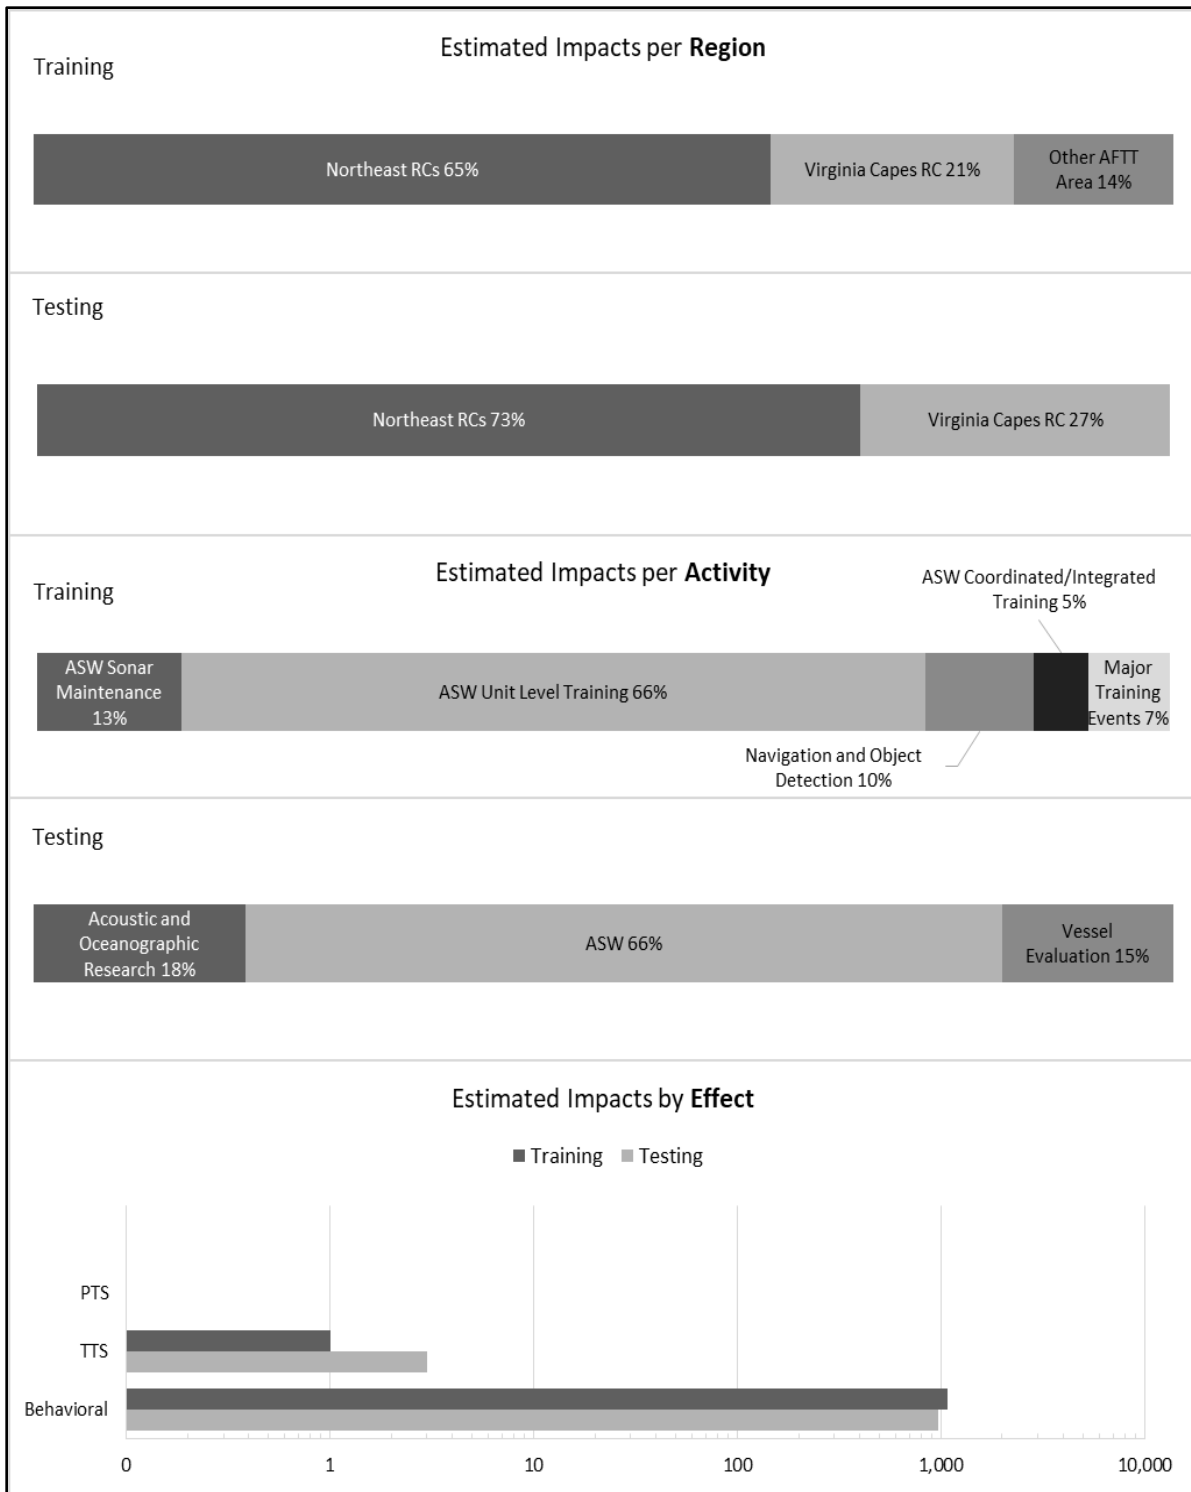 Estimated Impacts per Region
Training
Northeast RCs 65%
Virginia Capes RC 21%
Other AFTT
Area 14%
Testing
Northeast RCs 73%
Virginia Capes RC 27%
Estimated Impacts per Activity
Training
ASW Coordinated/Integrated
Training 5%
ASW Sonar
Maintenance
13%
ASW Unit Level Training 66%
Major
Training
Events 7%
Navigation and Object
Detection 10%
Testing
Acoustic and
Oceanographic
Research 18%
ASW 66%
Vessel
Evaluation 15%
Estimated Impacts by Effect
Training
Testing
PTS
TTS
Behavioral
0
1
10
100
1,000
10,000